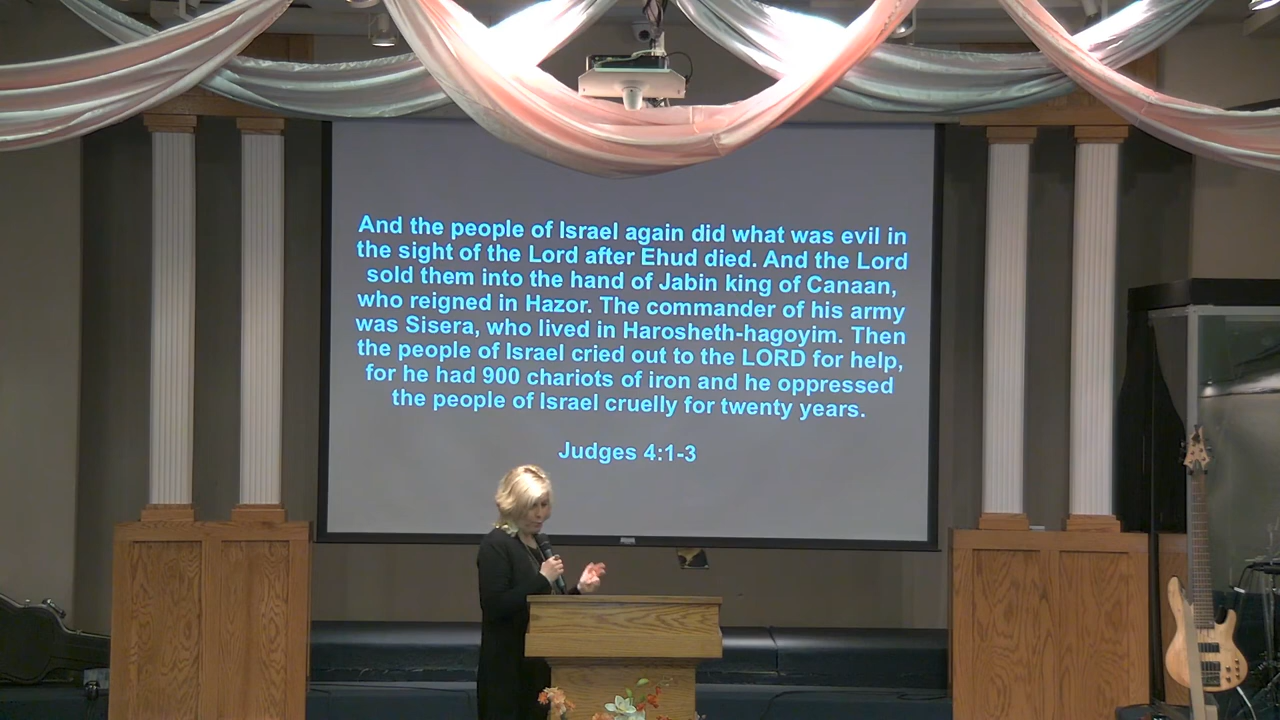 And the people of Israel again did what was evil in
the sight of the Lord after Ehud died. And the Lord
sold them into the hand of Jabin king of Canaan,
who reigned in Hazor. The commander of his army
was Sisera, who lived in Harosheth-hagoyim. Then
the people of Israel cried out to the LORD for help,
for he had 900 chariots of iron and he oppressed
the people of Israel cruelly for twenty years.
Judges 4:1-3